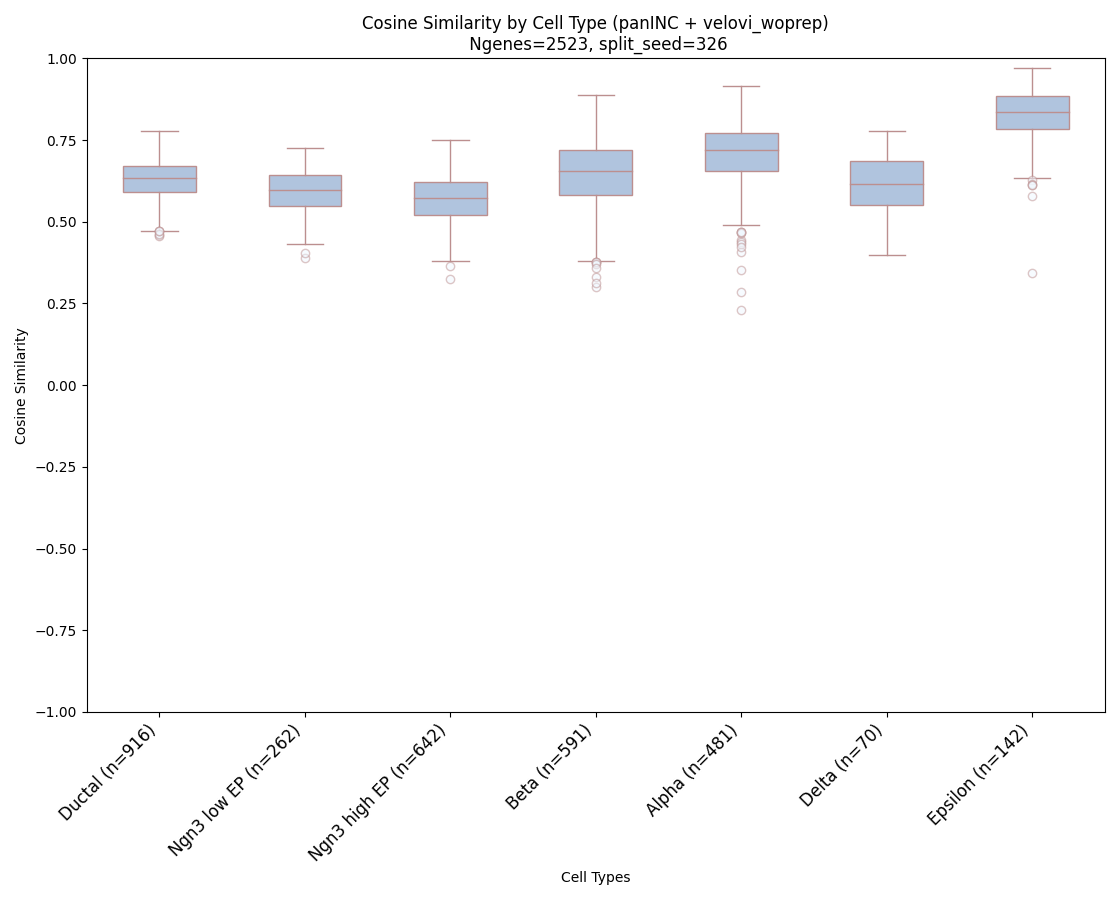 Cosine Similarity by Cell Type (panINC + velovi_woprep)
Ngenes=2523, split_seed=326
1.00
0.75
0.50
0.25
0.00
−0.25
−0.50
−0.75
−1.00
Cosine Similarity
Ductal (n=916)
Ngn3 low EP (n=262)
Ngn3 high EP (n=642)
Beta (n=591)
Alpha (n=481)
Delta (n=70)
Epsilon (n=142)
Cell Types